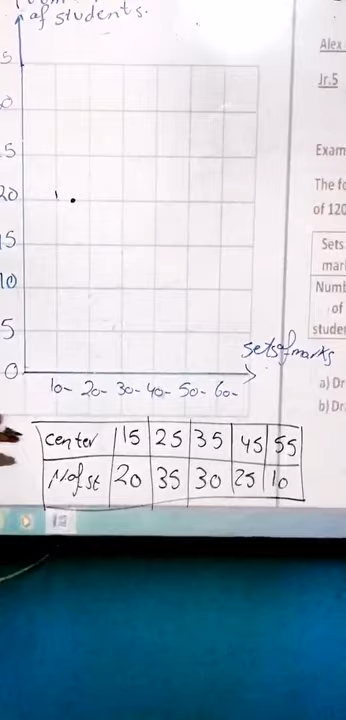 of students.
5
0
5
20
15
10
5
0
sets of marks
10- 20- 30- 40- 50- 60-
center 15 25 35 45 55
N. of st 20 35 30 25 10
Alex
Jr.5
Exam
The fo
of 120
Sets
mar
Numb
of
studen
a) Dr
b) Dr